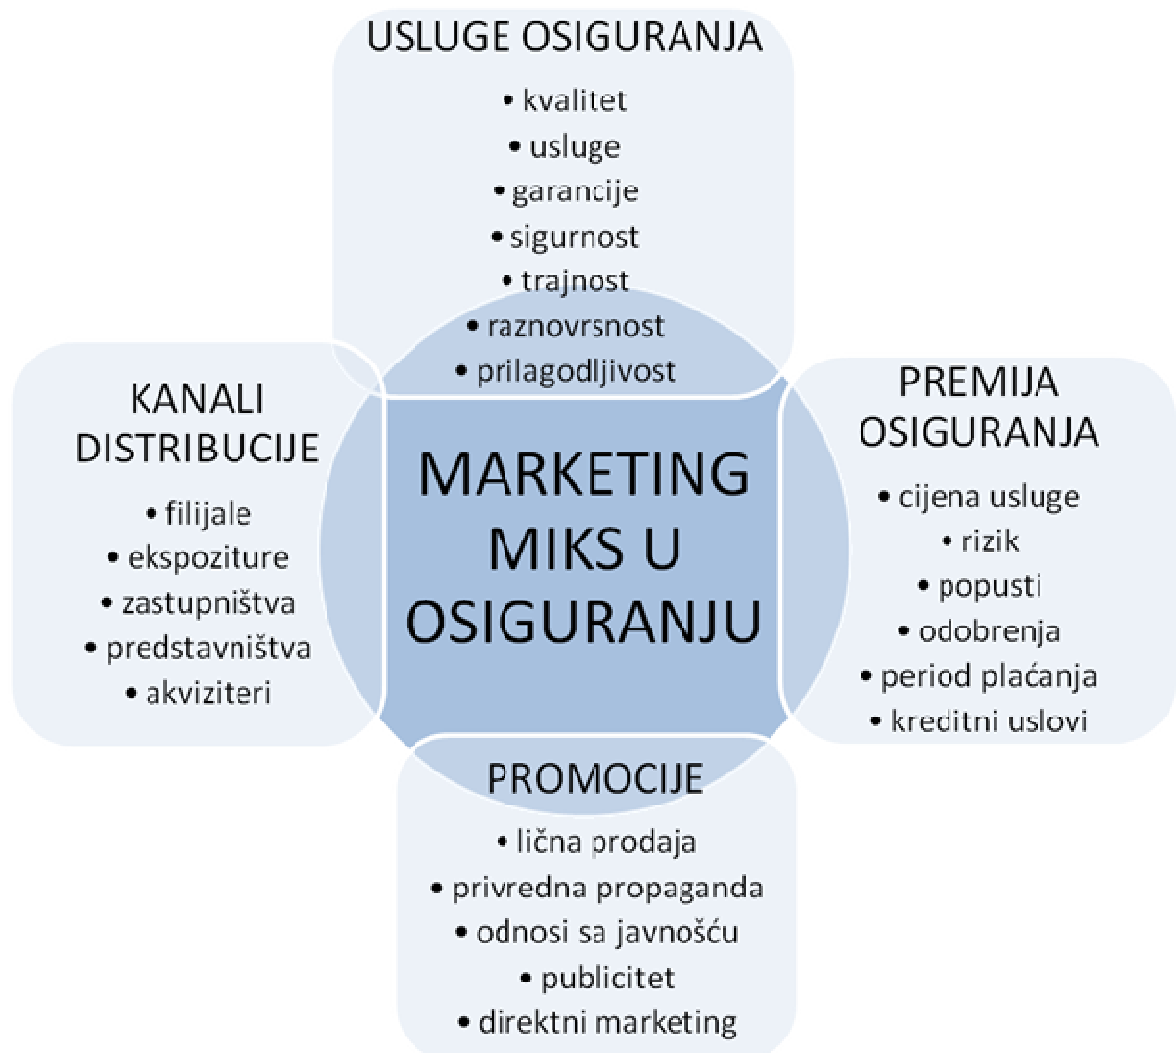 USLUGE OSIGURANJA
• kvalitet
• usluge
• garancije
• sigurnost
• trajnost
• raznovrsnost
• prilagodljivost
KANALI
DISTRIBUCIJE
• filijale
• ekspoziture
• zastupništva
• predstavništva
• akviziteri
MARKETING
MIKS U
OSIGURANJU
PREMIJA
OSIGURANJA
• cijena usluge
• rizik
• popusti
• odobrenja
• period plaćanja
• kreditni uslovi
PROMOCIJE
• lična prodaja
• privredna propaganda
• odnosi sa javnošću
• publicitet
• direktni marketing